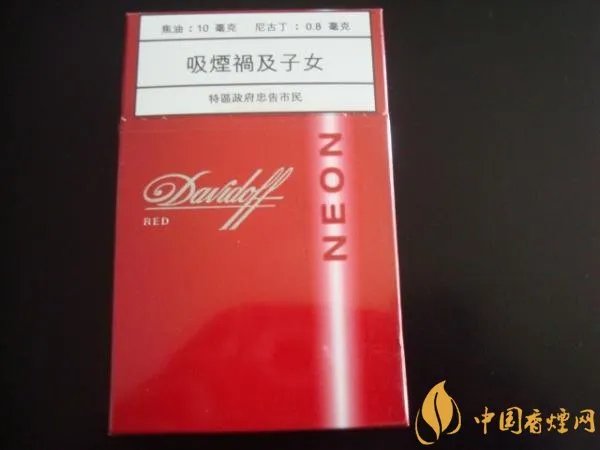 焦油：10 毫克 尼古丁：0.8 毫克
吸煙禍及子女
特區政府忠告市民
Davidoff
RED
NEON
中国香烟网